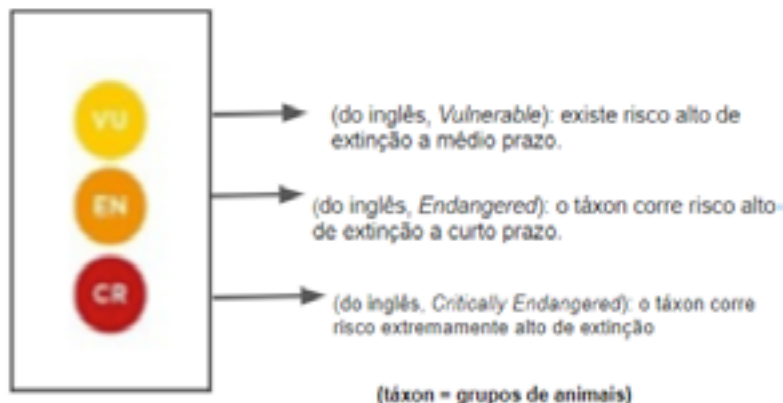 VU
(do inglês, Vulnerable): existe risco alto de
extinção a médio prazo.
EN
(do inglês, Endangered): o táxon corre risco alto
de extinção a curto prazo.
CR
(do inglês, Critically Endangered): o táxon corre
risco extremamente alto de extinção
(táxon = grupos de animais)